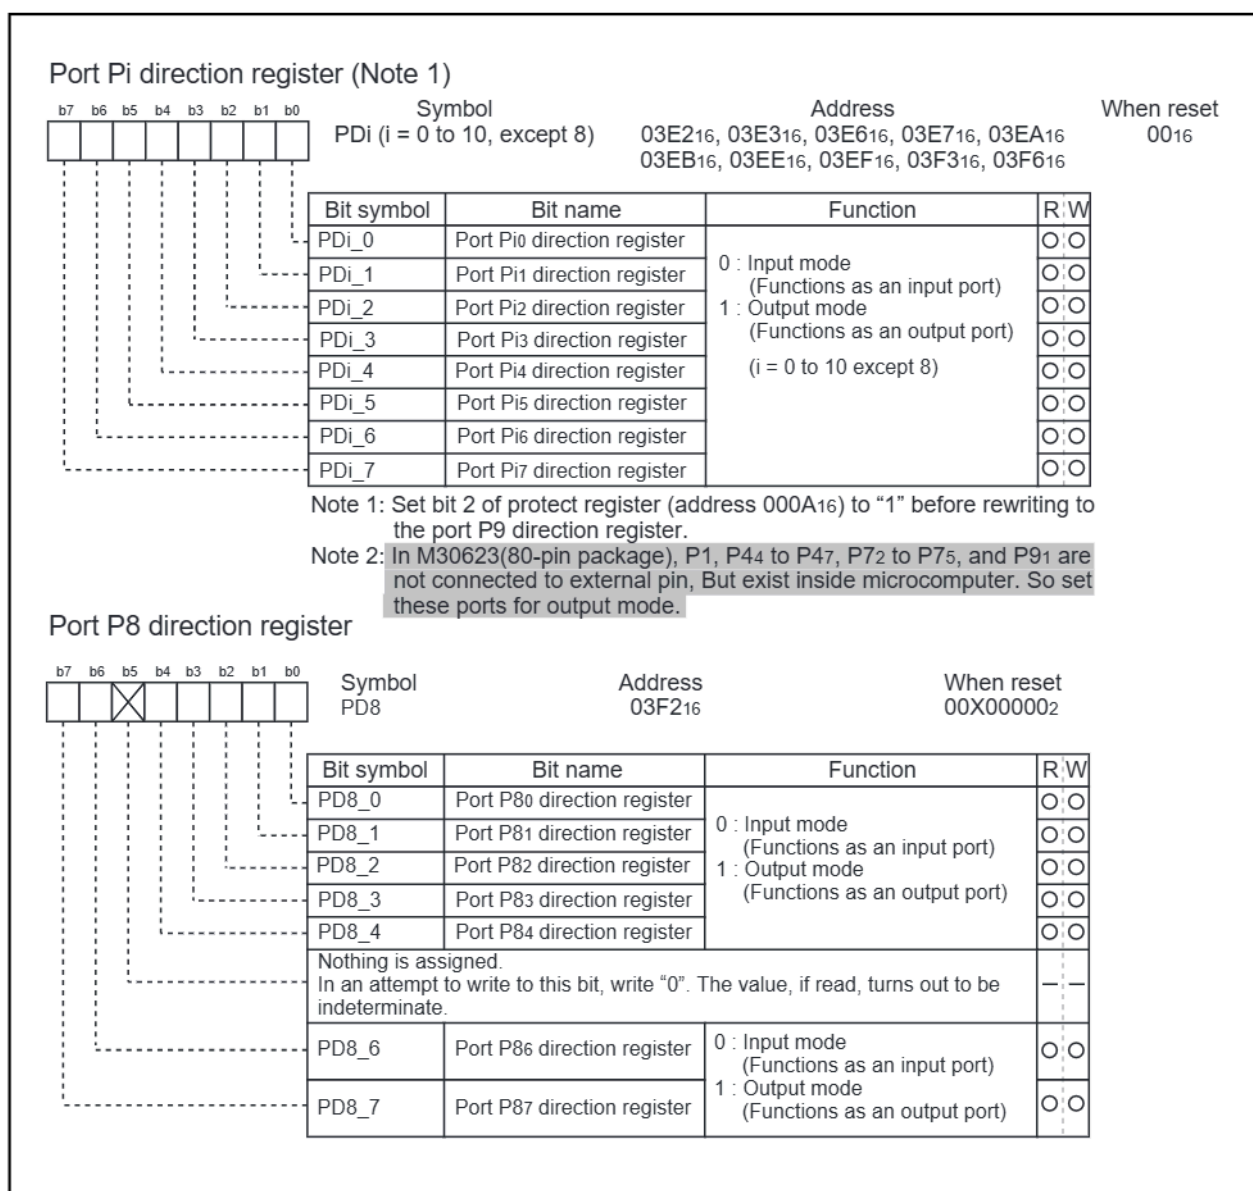 Port Pi direction register (Note 1)
b7 b6 b5 b4 b3 b2 b1 b0
Symbol Address When reset
PDi (i = 0 to 10, except 8) 03E216, 03E316, 03E616, 03E716, 03EA16 0016
03EB16, 03EE16, 03EF16, 03F316, 03F616
Bit symbol Bit name Function R W
PDi_0 Port Pi0 direction register
PDi_1 Port Pi1 direction register
PDi_2 Port Pi2 direction register
PDi_3 Port Pi3 direction register
PDi_4 Port Pi4 direction register
PDi_5 Port Pi5 direction register
PDi_6 Port Pi6 direction register
PDi_7 Port Pi7 direction register
0 : Input mode
(Functions as an input port)
1 : Output mode
(Functions as an output port)
(i = 0 to 10 except 8)
Note 1: Set bit 2 of protect register (address 000A16) to “1” before rewriting to
the port P9 direction register.
Note 2: In M30623(80-pin package), P1, P44 to P47, P72 to P75, and P91 are
not connected to external pin, But exist inside microcomputer. So set
these ports for output mode.
Port P8 direction register
b7 b6 b5 b4 b3 b2 b1 b0
Symbol Address When reset
PD8 03F216 00X000002
Bit symbol Bit name Function R W
PD8_0 Port P80 direction register
PD8_1 Port P81 direction register
PD8_2 Port P82 direction register
PD8_3 Port P83 direction register
PD8_4 Port P84 direction register
0 : Input mode
(Functions as an input port)
1 : Output mode
(Functions as an output port)
Nothing is assigned.
In an attempt to write to this bit, write “0”. The value, if read, turns out to be
indeterminate.
PD8_6 Port P86 direction register
PD8_7 Port P87 direction register
0 : Input mode
(Functions as an input port)
1 : Output mode
(Functions as an output port)